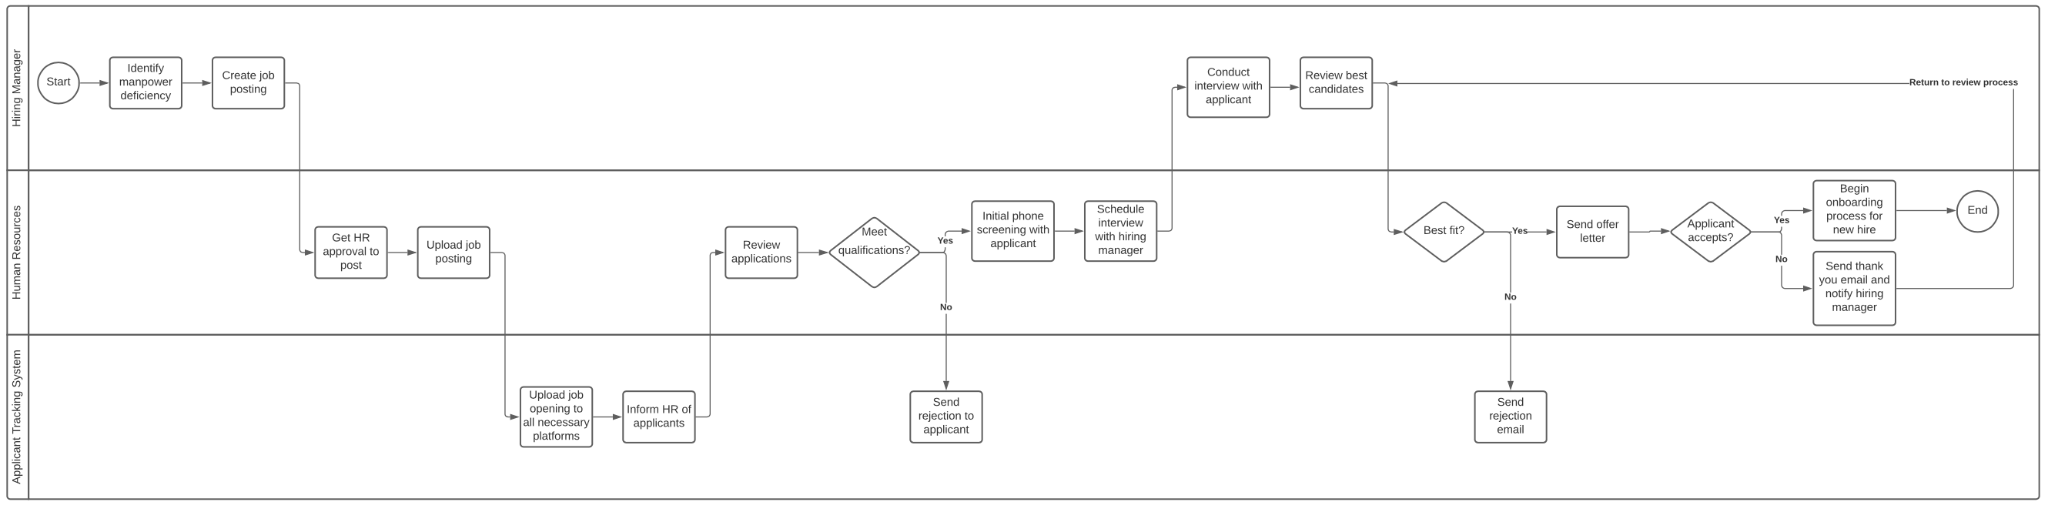 Hiring Manager
Start
Identify
manpower
deficiency
Create job
posting
Conduct
interview with
applicant
Review best
candidates
Return to review process
Human Resources
Get HR
approval to
post
Upload job
posting
Review
applications
Meet
qualifications?
Yes
No
Initial phone
screening with
applicant
Schedule
interview
with hiring
manager
Best fit?
Yes
No
Send offer
letter
Applicant
accepts?
Yes
No
Begin
onboarding
process for
new hire
End
Send thank
you email and
notify hiring
manager
Applicant Tracking System
Upload job
opening to
all necessary
platforms
Inform HR of
applicants
Send
rejection to
applicant
Send
rejection
email